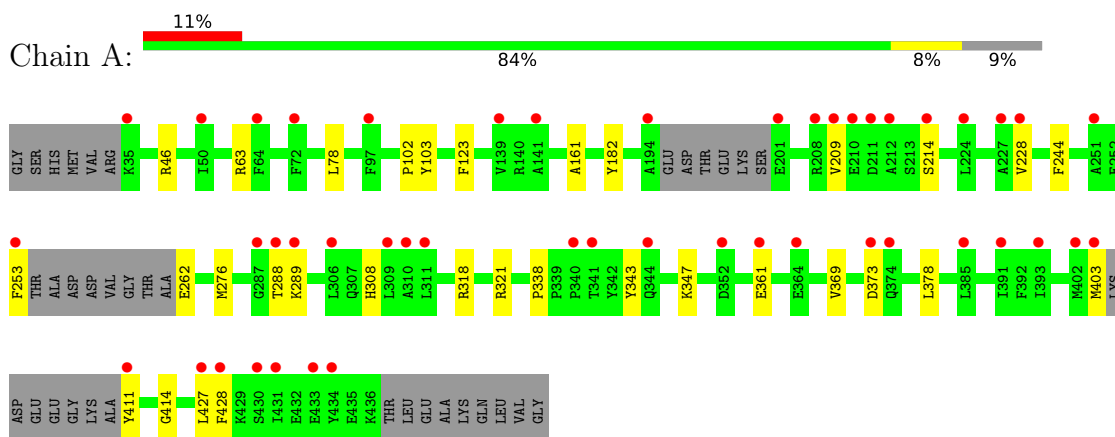 11%
Chain A:
84% 8% 9%
GLY SER HIS MET VAL ARG K35 R46 I50 R63 F64 F72 L78 F97 P102 Y103 F123 V139 R140 A141 A161 Y182 A194 GLU ASP THR GLU LYS SER E201 R208 V209 E210 D211 A212 S213 S214 L224 A227 V228 F244 A251 E252
F253 THR ALA ASP ASP VAL GLY THR ALA E262 M276 G287 T288 K289 L306 Q307 H308 L309 A310 L311 R318 R321 P338 P339 P340 T341 Y342 Y343 Q344 K347 D352 E361 E364 V369 D373 Q374 L378 L385 I391 F392 I393 M402 M403 LYS
ASP GLU GLU GLY LYS ALA Y411 G414 L427 F428 K429 S430 I431 E432 E433 Y434 E435 K436 THR LEU GLU ALA LYS GLN LEU VAL GLY